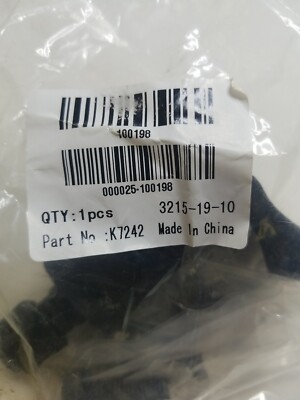 100198
000025-100198
QTY:1pcs 3215-19-10
Part No :K7242 Made In China